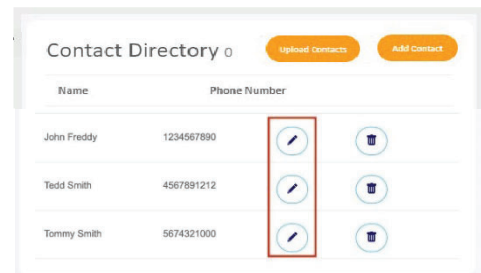 Contact Directory 0 Upload Contacts Add Contact
Name Phone Number
John Freddy 1234567890
Tedd Smith 4567891212
Tommy Smith 5674321000